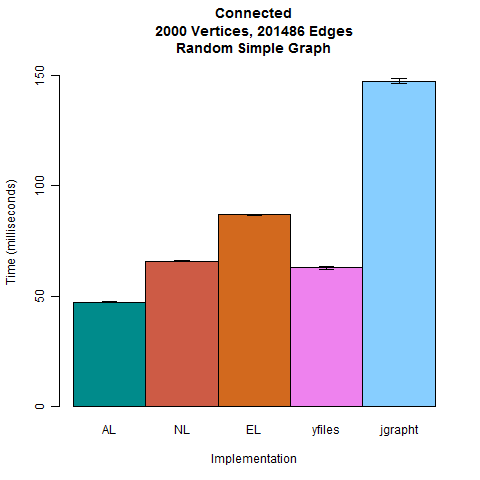 Connected
2000 Vertices, 201486 Edges
Random Simple Graph
Time (milliseconds)
150
100
50
0
AL NL EL yfiles jgrapht
Implementation